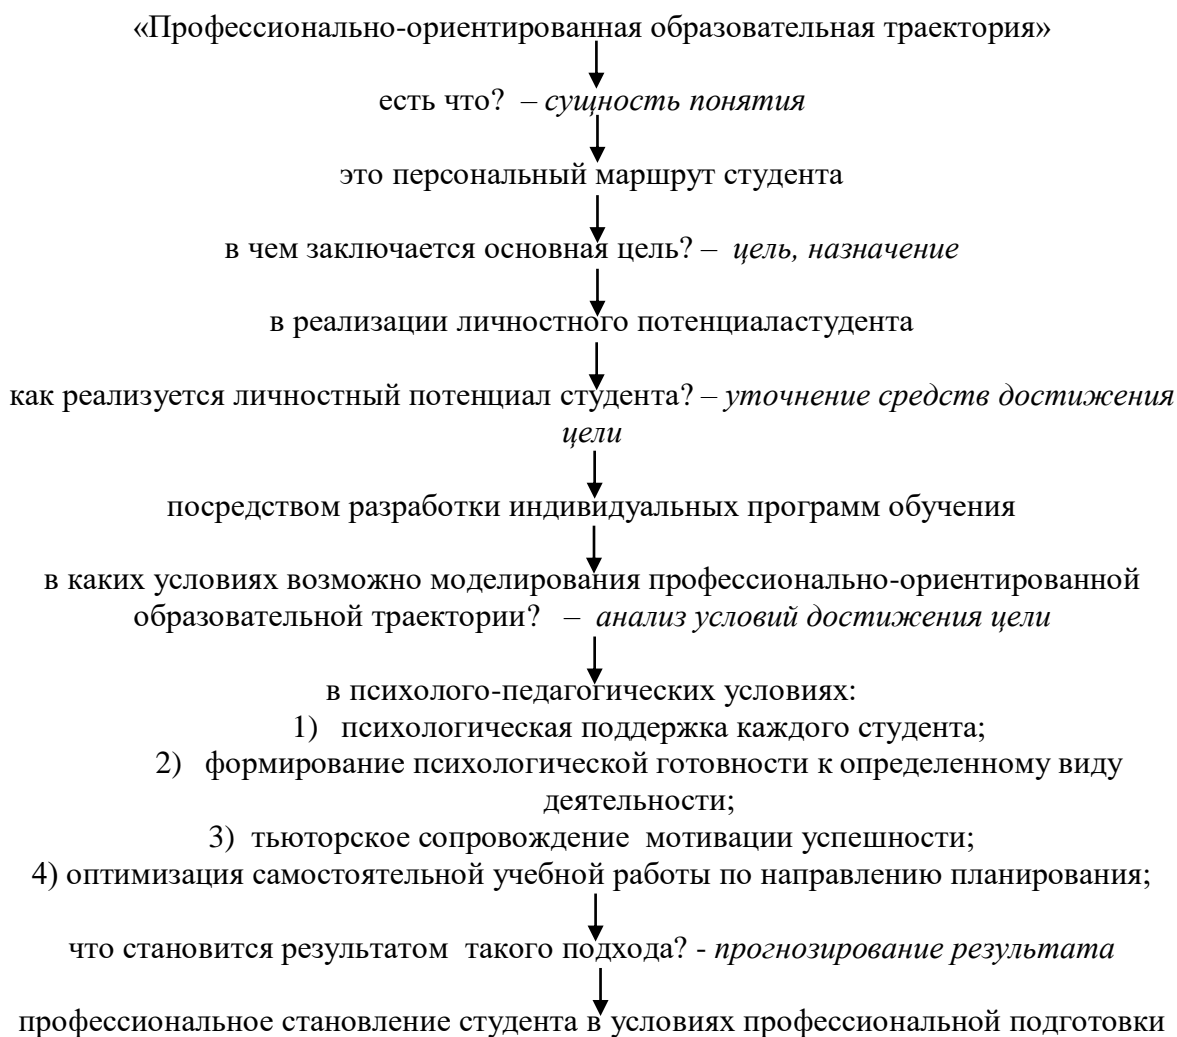 «Профессионально-ориентированная образовательная траектория»
есть что? – сущность понятия
это персональный маршрут студента
в чем заключается основная цель? – цель, назначение
в реализации личностного потенциаластудента
как реализуется личностный потенциал студента? – уточнение средств достижения
цели
посредством разработки индивидуальных программ обучения
в каких условиях возможно моделирования профессионально-ориентированной
образовательной траектории? – анализ условий достижения цели
в психолого-педагогических условиях:
1) психологическая поддержка каждого студента;
2) формирование психологической готовности к определенному виду
деятельности;
3) тьюторское сопровождение мотивации успешности;
4) оптимизация самостоятельной учебной работы по направлению планирования;
что становится результатом такого подхода? - прогнозирование результата
профессиональное становление студента в условиях профессиональной подготовки